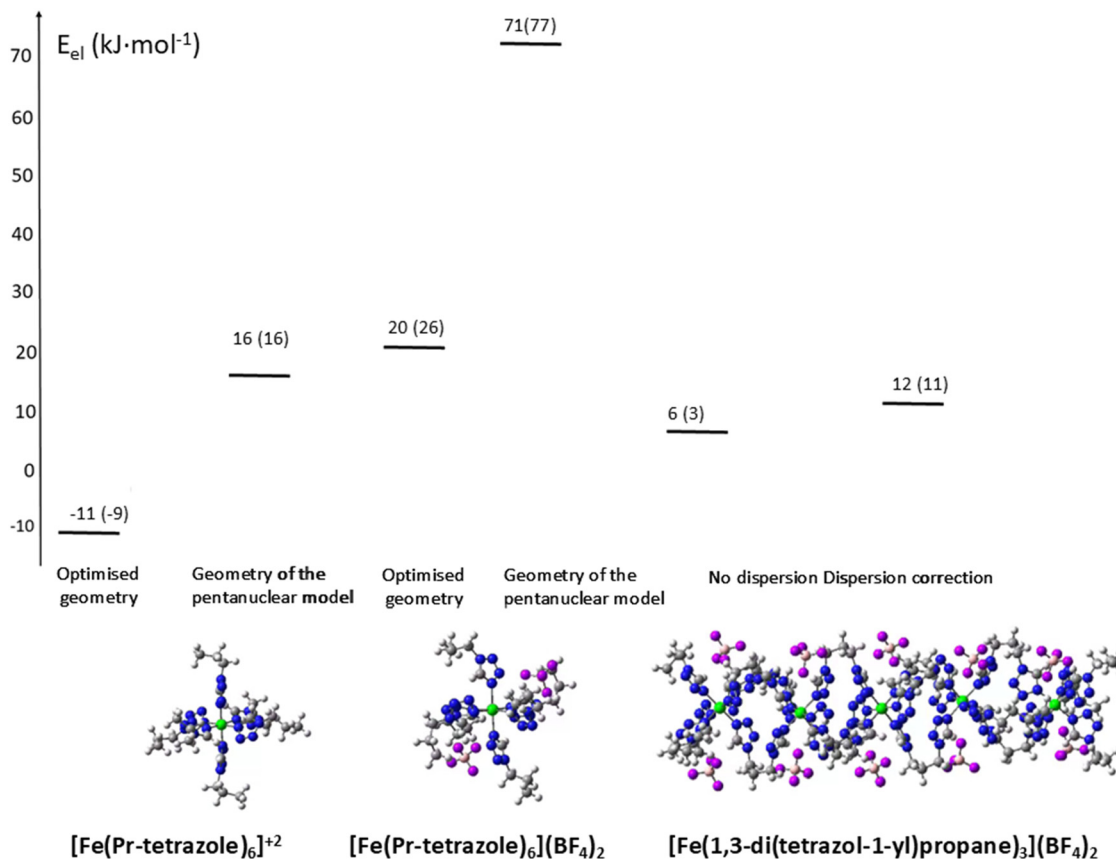 71(77)
E_el (kJ·mol⁻¹)
70
60
50
40
30
20
10
0
-10
16 (16)
20 (26)
12 (11)
6 (3)
-11 (-9)
Optimised
geometry
Geometry of the
pentanuclear model
Optimised
geometry
Geometry of the
pentanuclear model
No dispersion Dispersion correction
[Fe(Pr-tetrazole)₆]⁺²
[Fe(Pr-tetrazole)₆](BF₄)₂
[Fe(1,3-di(tetrazol-1-yl)propane)₃](BF₄)₂